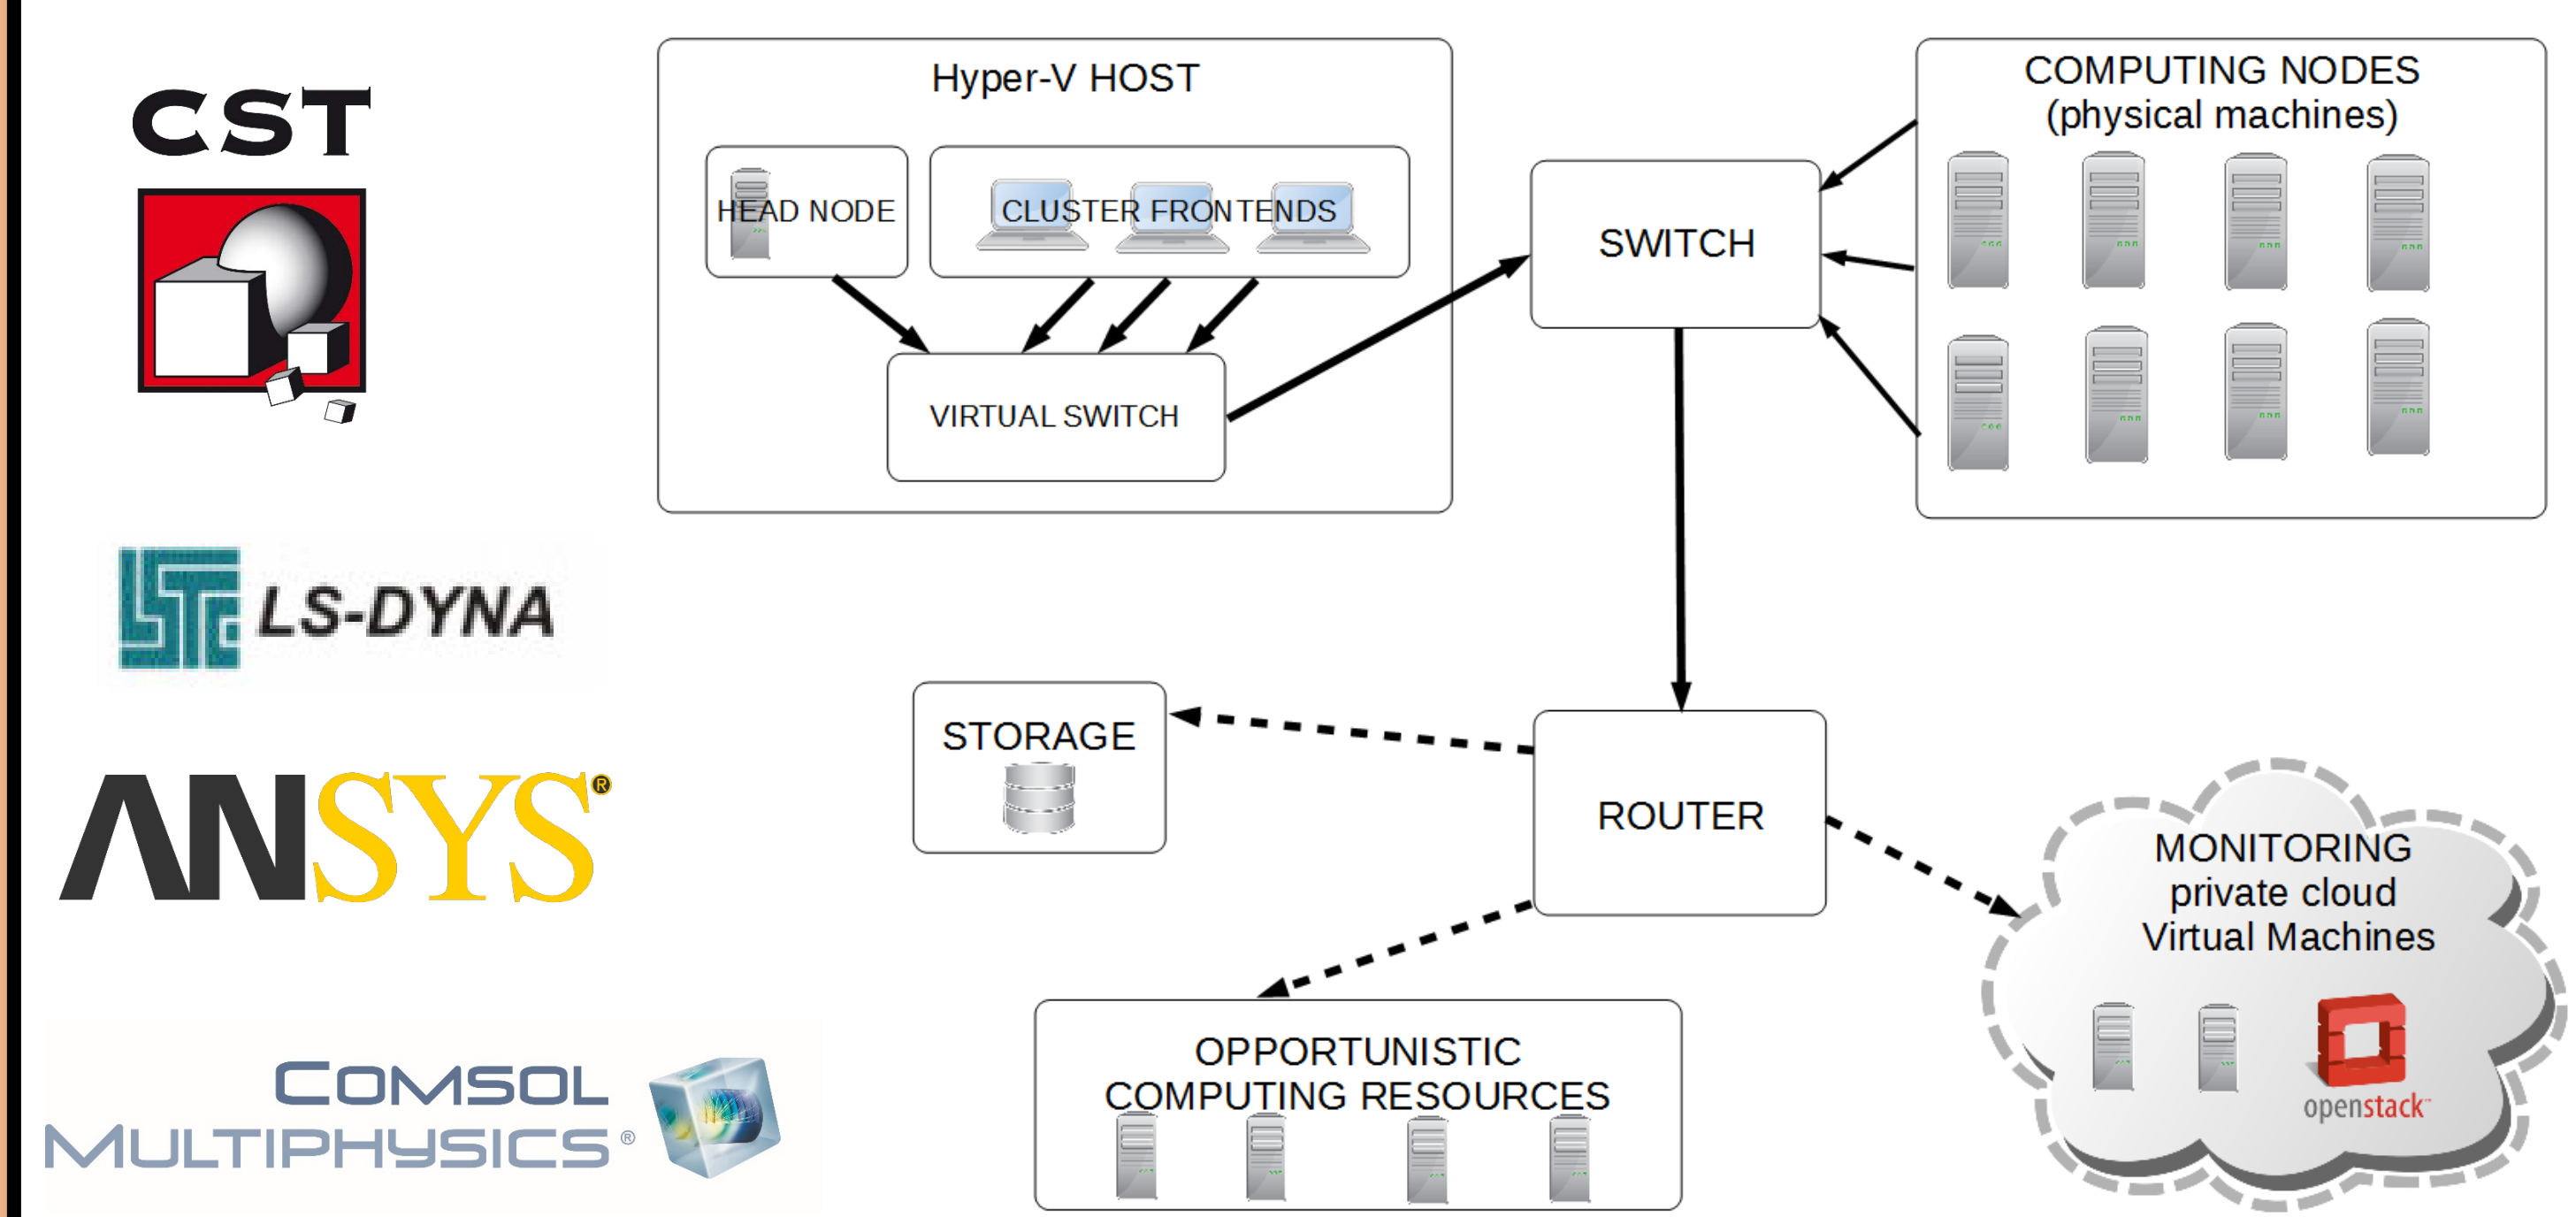 CST
LS-DYNA
ANSYS®
COMSOL
MULTIPHYSICS®
Hyper-V HOST
HEAD NODE
CLUSTER FRONTENDS
VIRTUAL SWITCH
SWITCH
COMPUTING NODES
(physical machines)
STORAGE
ROUTER
OPPORTUNISTIC
COMPUTING RESOURCES
MONITORING
private cloud
Virtual Machines
openstack™